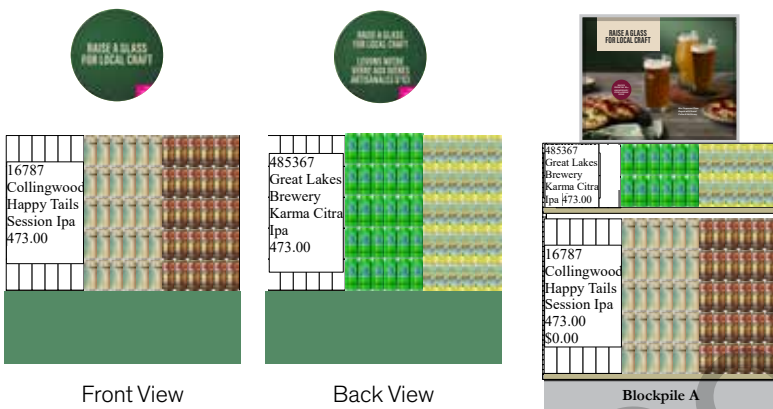 RAISE A GLASS
FOR LOCAL CRAFT
RAISE A GLASS
FOR LOCAL CRAFT
LEVONS NOTRE
VERRE AUX BIÈRES
ARTISANALES D'ICI
RAISE A GLASS
FOR LOCAL CRAFT
16787
Collingwood
Happy Tails
Session Ipa
473.00
485367
Great Lakes
Brewery
Karma Citra
Ipa
473.00
485367
Great Lakes
Brewery
Karma Citra
Ipa 473.00
16787
Collingwood
Happy Tails
Session Ipa
473.00
$0.00
Front View
Back View
Blockpile A